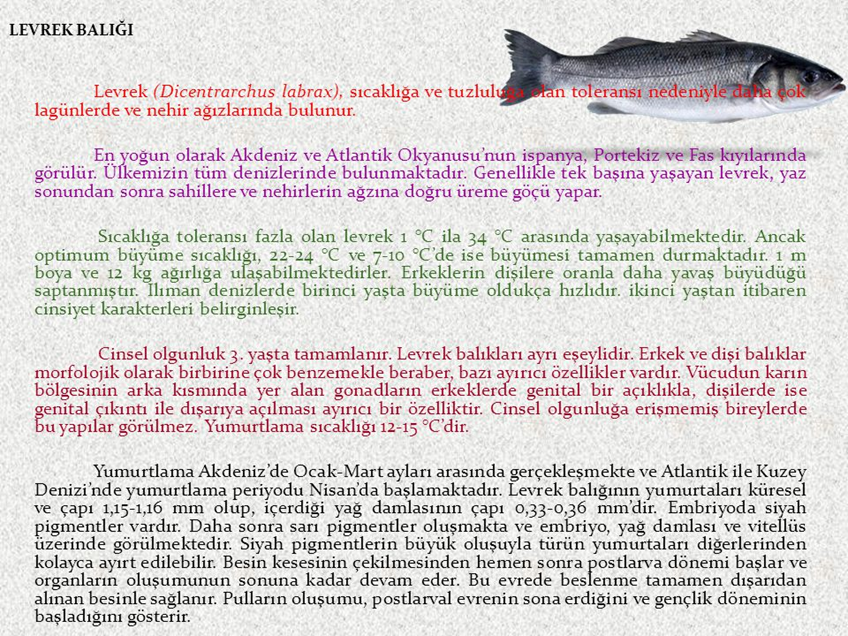 LEVREK BALIĞI
Levrek (Dicentrarchus labrax), sıcaklığa ve tuzluluğa olan toleransı nedeniyle daha çok
lagünlerde ve nehir ağızlarında bulunur.
En yoğun olarak Akdeniz ve Atlantik Okyanusu’nun ispanya, Portekiz ve Fas kıyılarında
görülür. Ülkemizin tüm denizlerinde bulunmaktadır. Genellikle tek başına yaşayan levrek, yaz
sonundan sonra sahillere ve nehirlerin ağzına doğru üreme göçü yapar.
Sıcaklığa toleransı fazla olan levrek 1 °C ila 34 °C arasında yaşayabilmektedir. Ancak
optimum büyüme sıcaklığı, 22-24 °C ve 7-10 °C’de ise büyümesi tamamen durmaktadır. 1 m
boya ve 12 kg ağırlığa ulaşabilmektedirler. Erkeklerin dişilere oranla daha yavaş büyüdüğü
saptanmıştır. Ilıman denizlerde birinci yaşta büyüme oldukça hızlıdır. ikinci yaştan itibaren
cinsiyet karakterleri belirginleşir.
Cinsel olgunluk 3. yaşta tamamlanır. Levrek balıkları ayrı eşeylidir. Erkek ve dişi balıklar
morfolojik olarak birbirine çok benzemekle beraber, bazı ayırıcı özellikler vardır. Vücudun karın
bölgesinin arka kısmında yer alan gonadların erkeklerde genital bir açıklıkla, dişilerde ise
genital çıkıntı ile dışarıya açılması ayırıcı bir özelliktir. Cinsel olgunluğa erişmemiş bireylerde
bu yapılar görülmez. Yumurtlama sıcaklığı 12-15 °C’dir.
Yumurtlama Akdeniz’de Ocak-Mart ayları arasında gerçekleşmekte ve Atlantik ile Kuzey
Denizi’nde yumurtlama periyodu Nisan’da başlamaktadır. Levrek balığının yumurtaları küresel
ve çapı 1,15-1,16 mm olup, içerdiği yağ damlasının çapı 0,33-0,36 mm’dir. Embriyoda siyah
pigmentler vardır. Daha sonra sarı pigmentler oluşmakta ve embriyo, yağ damlası ve vitellüs
üzerinde görülmektedir. Siyah pigmentlerin büyük oluşuyla türün yumurtaları diğerlerinden
kolayca ayırt edilebilir. Besin kesesinin çekilmesinden hemen sonra postlarva dönemi başlar ve
organların oluşumunun sonuna kadar devam eder. Bu evrede beslenme tamamen dışarıdan
alınan besinle sağlanır. Pulların oluşumu, postlarval evrenin sona erdiğini ve gençlik döneminin
başladığını gösterir.